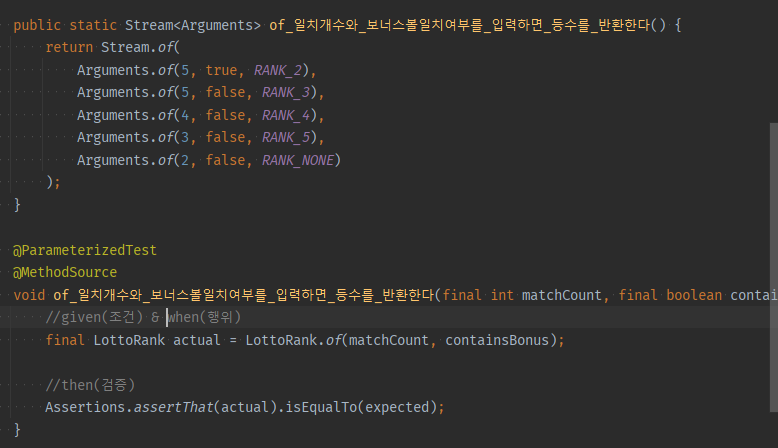 public static Stream<Arguments> of_일치개수와_보너스볼일치여부를_입력하면_등수를_반환한다() {
return Stream.of(
Arguments.of(5, true, RANK_2),
Arguments.of(5, false, RANK_3),
Arguments.of(4, false, RANK_4),
Arguments.of(3, false, RANK_5),
Arguments.of(2, false, RANK_NONE)
);
}
@ParameterizedTest
@MethodSource
void of_일치개수와_보너스볼일치여부를_입력하면_등수를_반환한다(final int matchCount, final boolean contai
//given(조건) & when(행위)
final LottoRank actual = LottoRank.of(matchCount, containsBonus);
//then(검증)
Assertions.assertThat(actual).isEqualTo(expected);
}